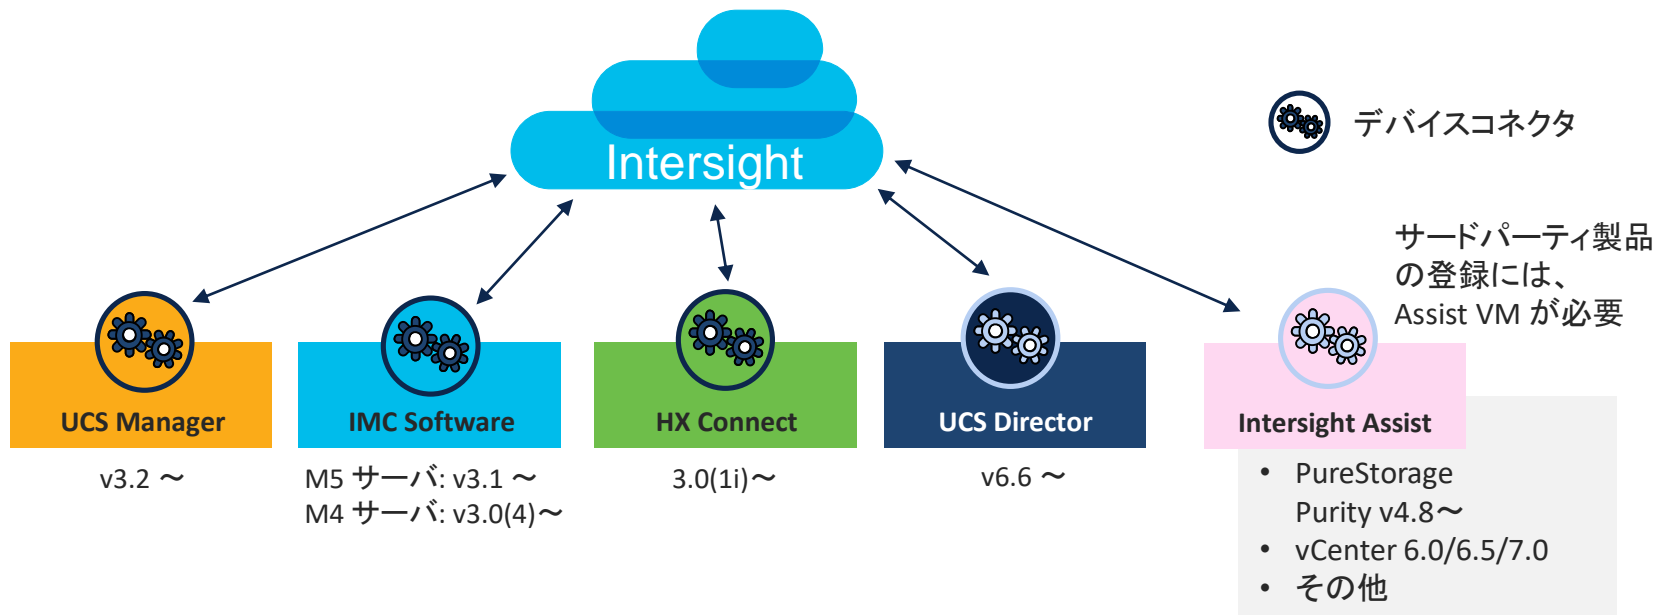 Intersight
デバイスコネクタ
サードパーティ製品
の登録には、
Assist VM が必要
UCS Manager
v3.2 ～
IMC Software
M5 サーバ: v3.1 ～
M4 サーバ: v3.0(4)～
HX Connect
3.0(1i)～
UCS Director
v6.6 ～
Intersight Assist
• PureStorage
Purity v4.8～
• vCenter 6.0/6.5/7.0
• その他